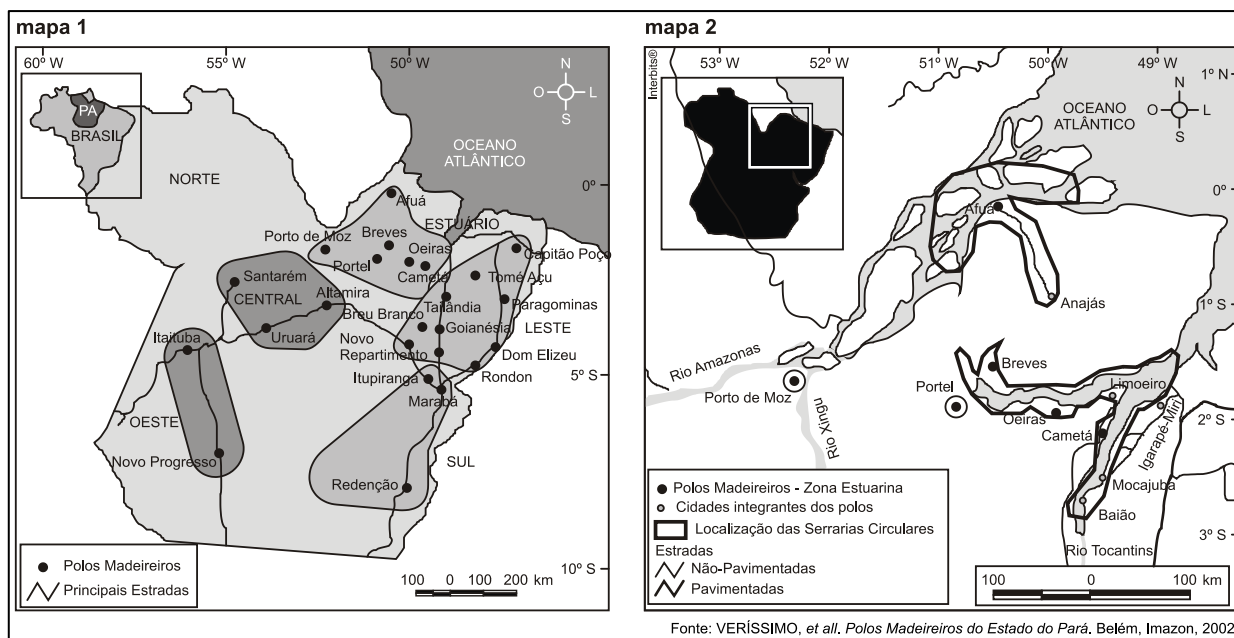 mapa 1
60º W
55º W
50º W
N
O
L
S
PA
BRASIL
OCEANO
ATLÂNTICO
NORTE
0º
Afuá
ESTUÁRIO
Porto de Moz
Breves
Oeiras
Portel
Cametá
Capitão Poço
Tomé Açu
Santarém
CENTRAL
Altamira
Tailândia
Paragominas
Breu Branco
Goianésia
LESTE
Itaituba
Uruará
Novo
Repartimento
Dom Elizeu
Itupiranga
Rondon
5º S
Marabá
OESTE
Novo Progresso
SUL
Redenção
Polos Madeireiros
Principais Estradas
100 0 100 200 km
10º S
mapa 2
Interbits®
53º W
52º W
51º W
50º W
49º W
1º N
OCEANO
ATLÂNTICO
N
O
L
S
0º
Afuá
Anajás
1º S
Rio Amazonas
Porto de Moz
Rio Xingu
Breves
Portel
Limoeiro
Oeiras
Igarapé-Miri
2º S
Cametá
Mocajuba
Baião
Rio Tocantins
3º S
Polos Madeireiros - Zona Estuarina
Cidades integrantes dos polos
Localização das Serrarias Circulares
Estradas
Não-Pavimentadas
Pavimentadas
100 0 100 km
Fonte: VERÍSSIMO, et all. Polos Madeireiros do Estado do Pará. Belém, Imazon, 2002